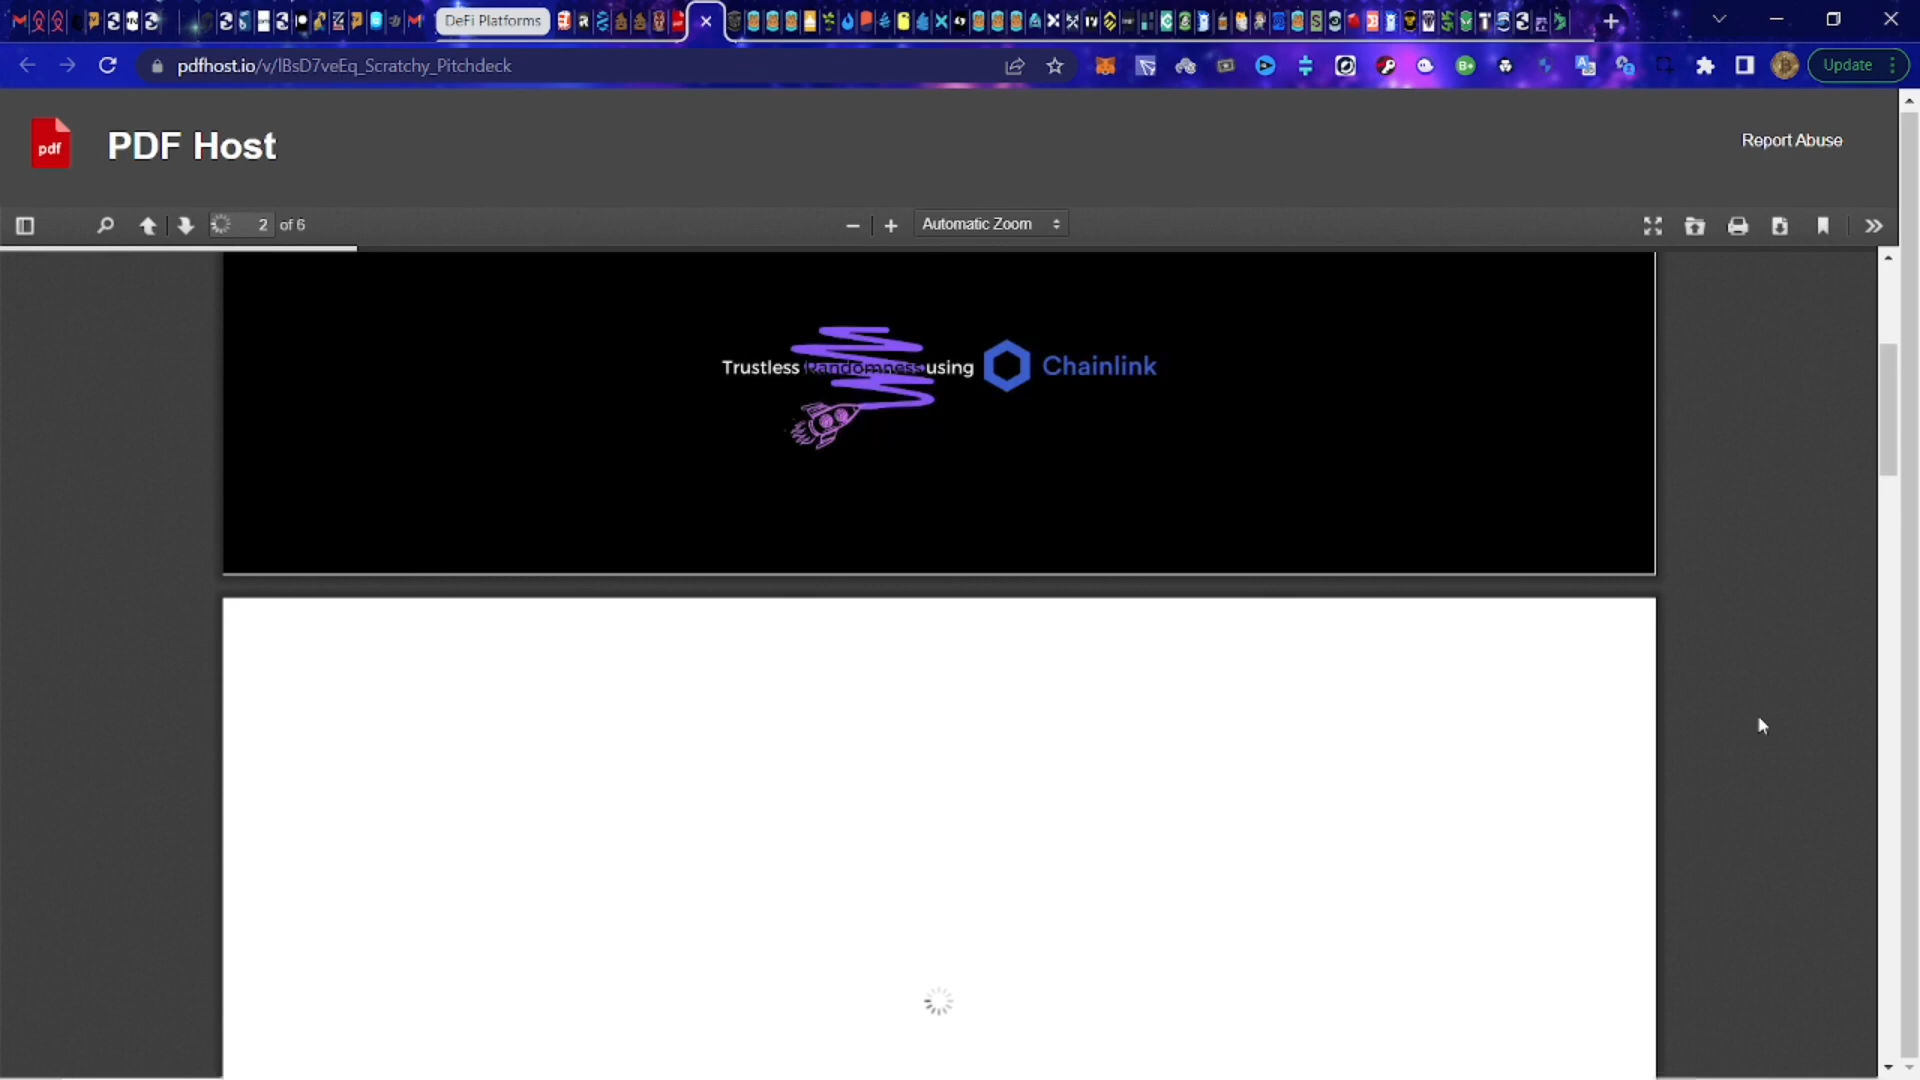 DeFi Platforms
pdfhost.io/v/lBsD7veEq_Scratchy_Pitchdeck
Update
pdf
PDF Host
Report Abuse
2 of 6
Automatic Zoom
Trustless Randomness using Chainlink